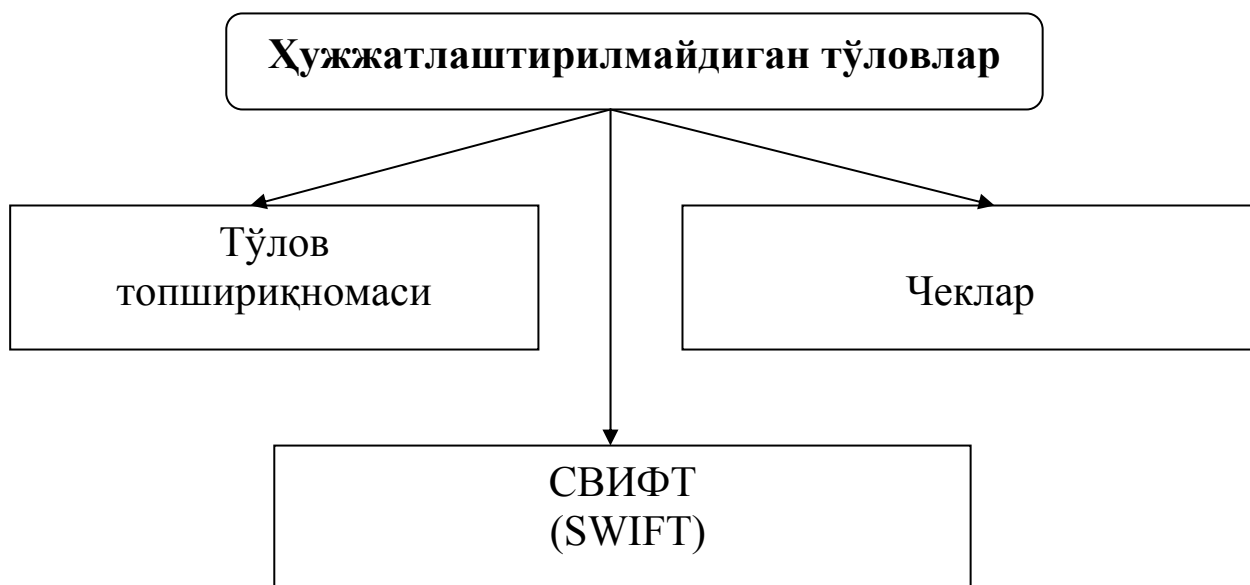 Ҳужжатлаштирилмайдиган тўловлар
Тўлов
топшириқномаси
Чеклар
СВИФТ
(SWIFT)